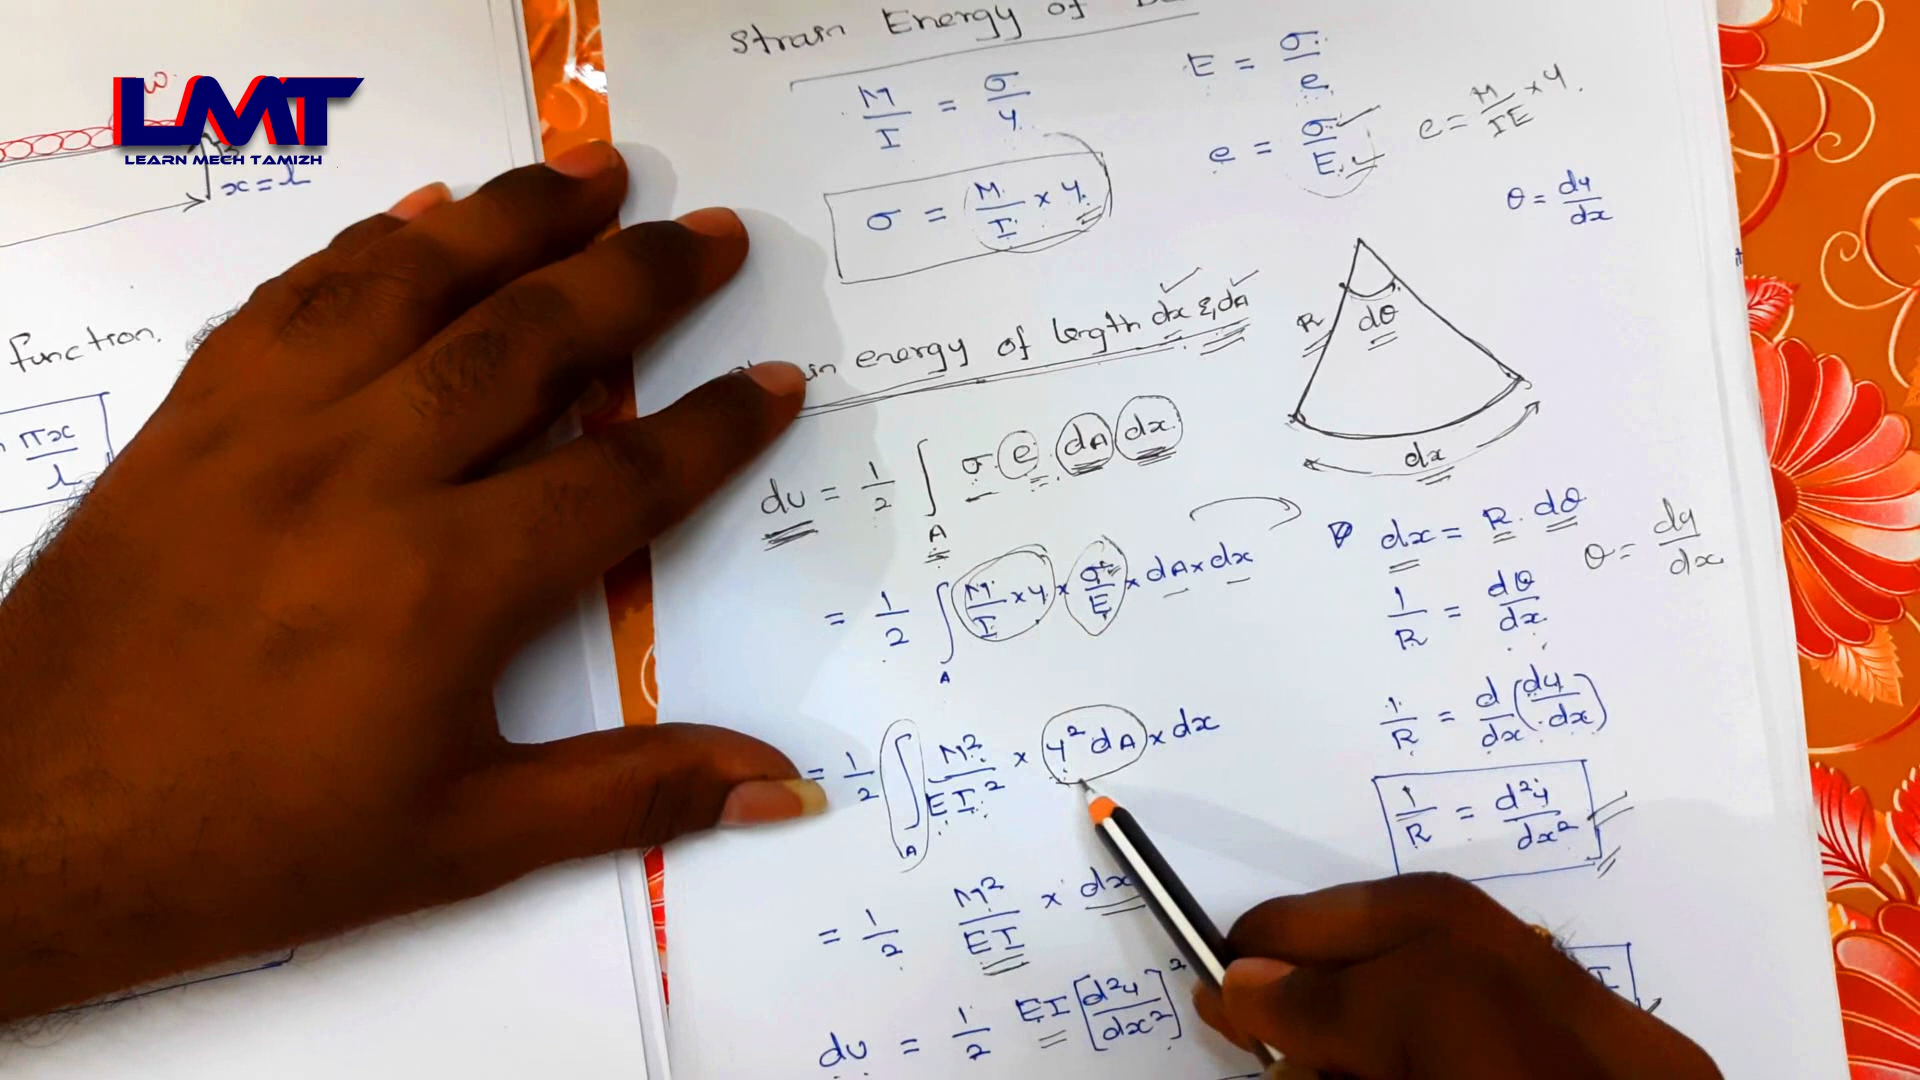 LMT
LEARN MECH TAMIZH
w
x = l
function.
πx/l
Strain Energy of
M/I = σ/y
E = σ/e
σ = M/I × y
e = σ/E
e = M/IE × y
θ = dy/dx
energy of length dx & dA
R
dθ
dx
du = 1/2 ∫A σ . e . dA dx
= 1/2 ∫A M/I × y × σ/E × dA × dx
= 1/2 ∫A M²/EI² × y² dA × dx
= 1/2 M²/EI × dx
du = 1/2 EI [d²y/dx²]²
dx = R . dθ
θ = dy/dx
1/R = dθ/dx
1/R = d/dx (dy/dx)
1/R = d²y/dx²